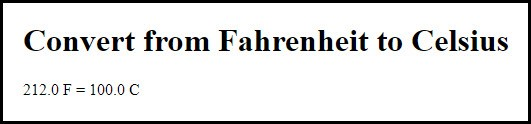 Convert from Fahrenheit to Celsius
212.0 F = 100.0 C